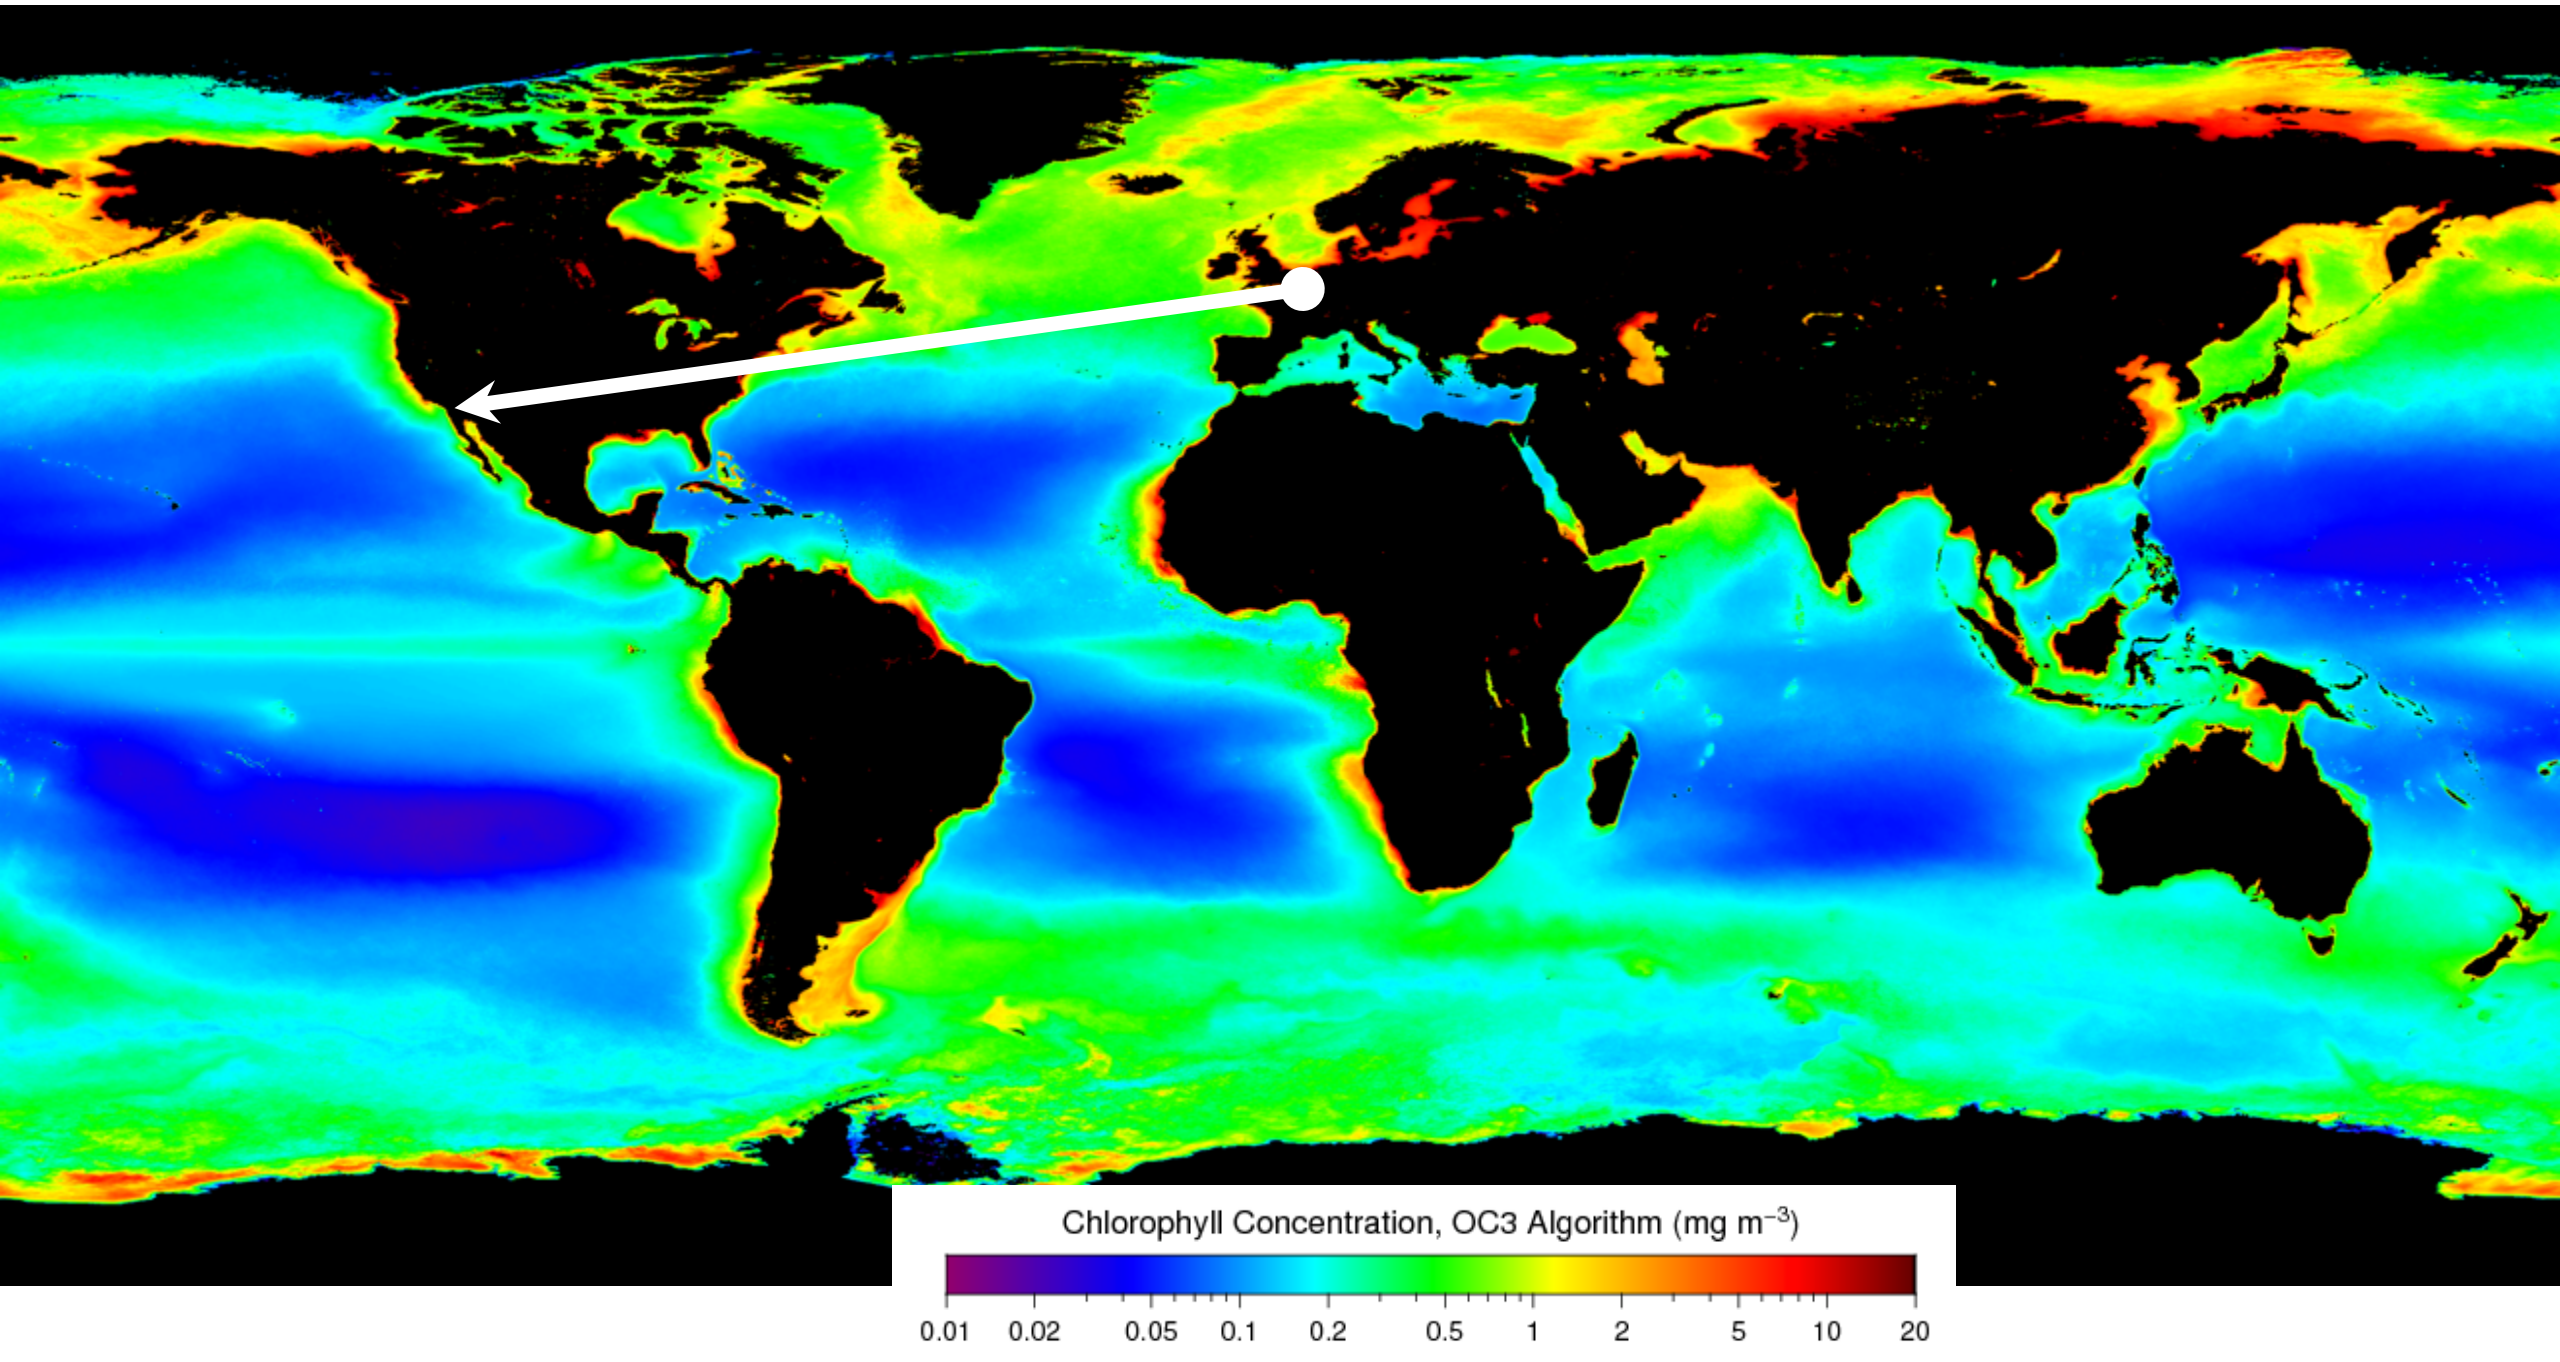 Chlorophyll Concentration, OC3 Algorithm (mg m⁻³)
0.01 0.02 0.05 0.1 0.2 0.5 1 2 5 10 20